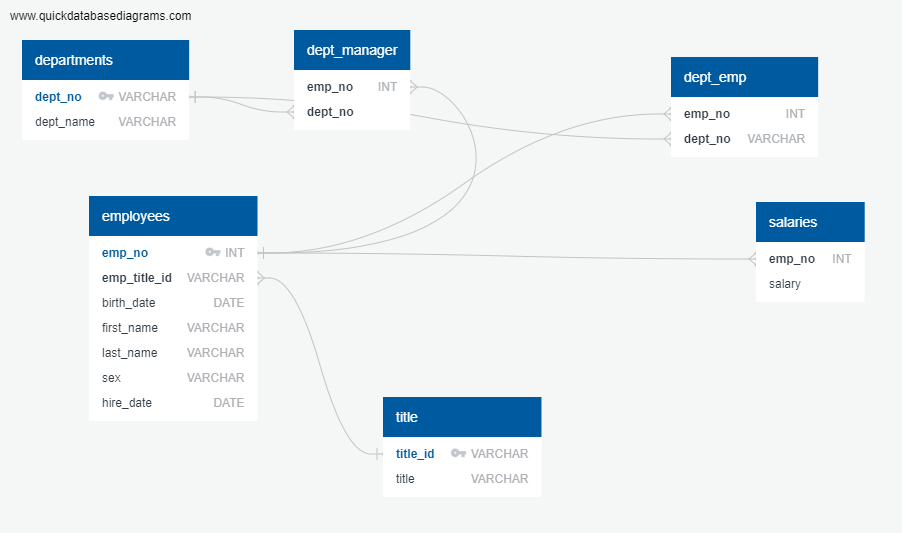 www.quickdatabasediagrams.com
departments
dept_no VARCHAR
dept_name VARCHAR
dept_manager
emp_no INT
dept_no
dept_emp
emp_no INT
dept_no VARCHAR
employees
emp_no INT
emp_title_id VARCHAR
birth_date DATE
first_name VARCHAR
last_name VARCHAR
sex VARCHAR
hire_date DATE
salaries
emp_no INT
salary
title
title_id VARCHAR
title VARCHAR